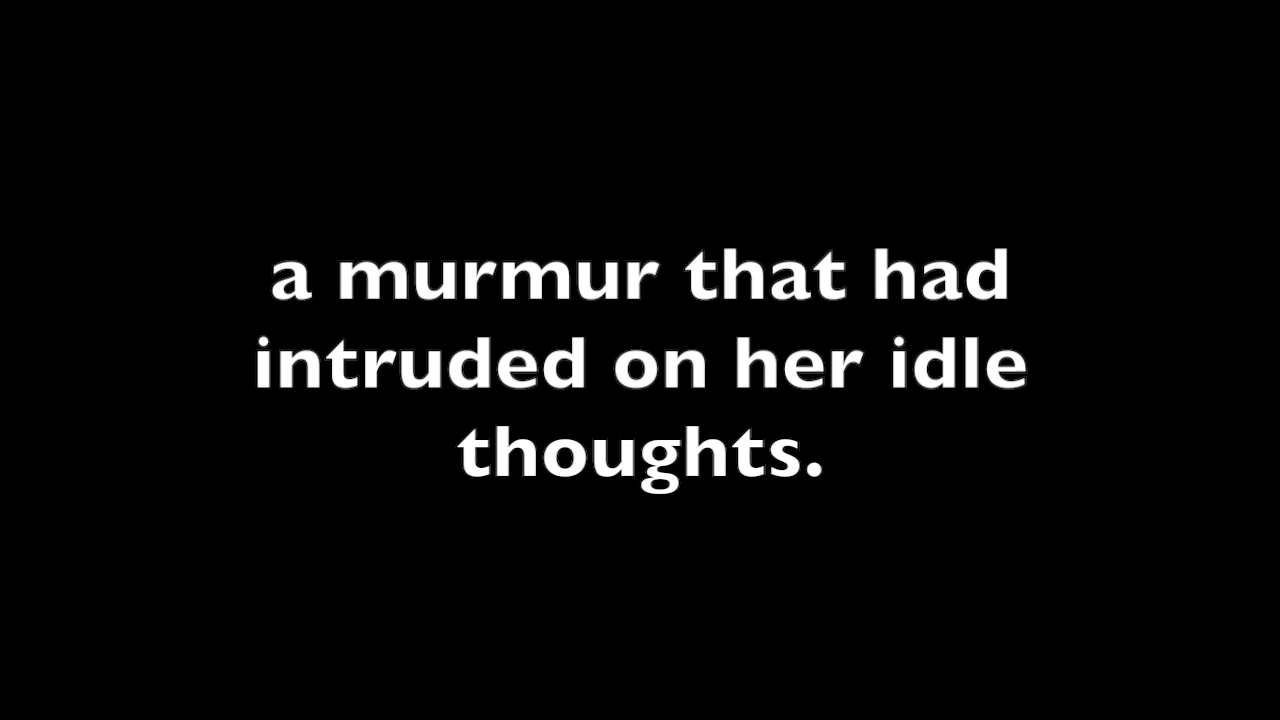 a murmur that had
intruded on her idle
thoughts.